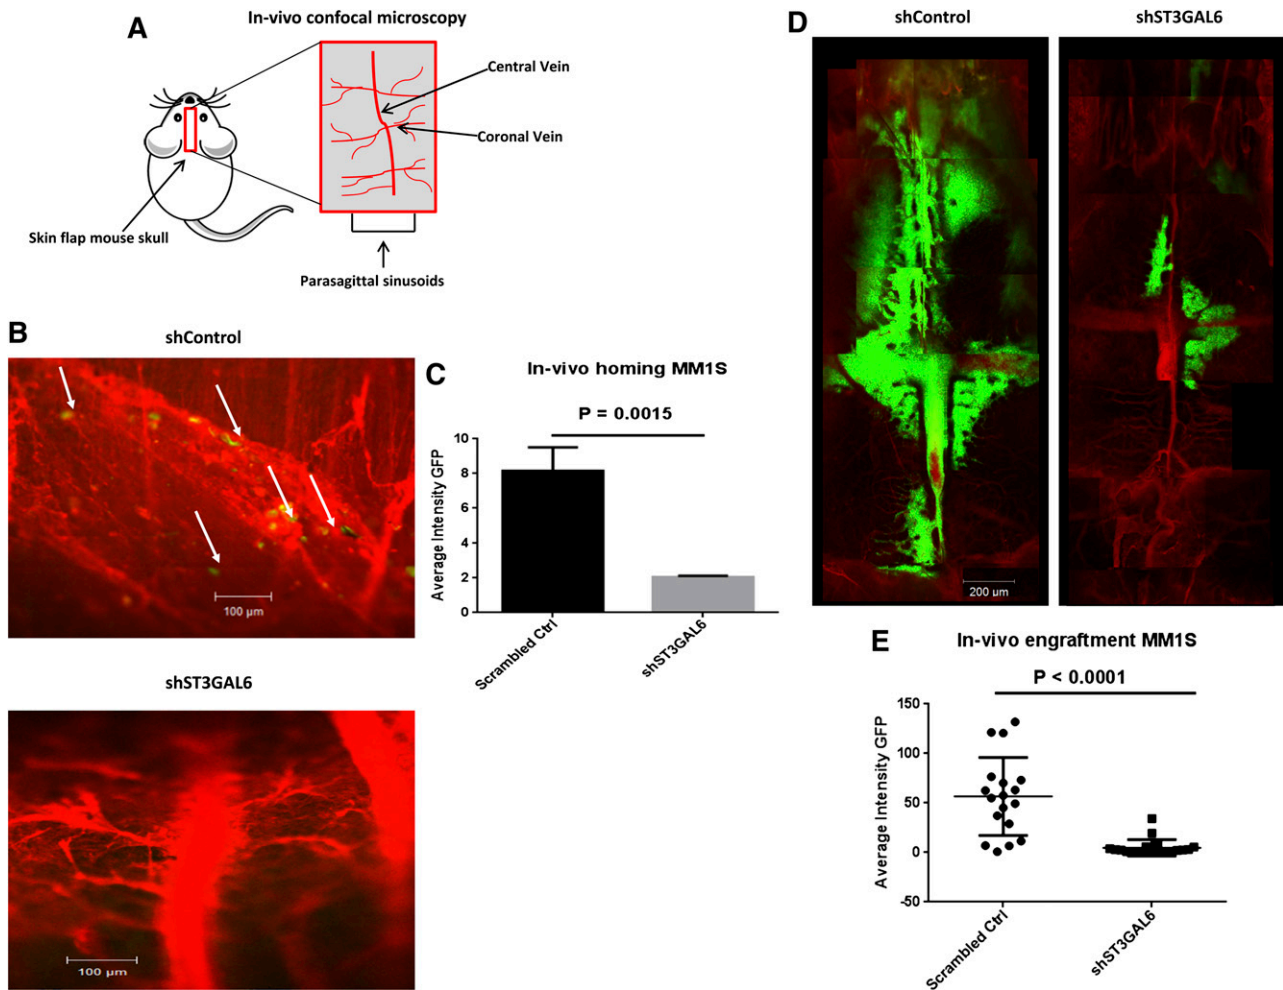 A
In-vivo confocal microscopy
Central Vein
Coronal Vein
Skin flap mouse skull
Parasagittal sinusoids
B
shControl
100 µm
shST3GAL6
100 µm
C
In-vivo homing MM1S
P = 0.0015
Average Intensity GFP
10
8
6
4
2
0
Scrambled Ctrl
shST3GAL6
D
shControl
shST3GAL6
200 µm
E
In-vivo engraftment MM1S
P < 0.0001
Average Intensity GFP
150
100
50
0
-50
Scrambled Ctrl
shST3GAL6